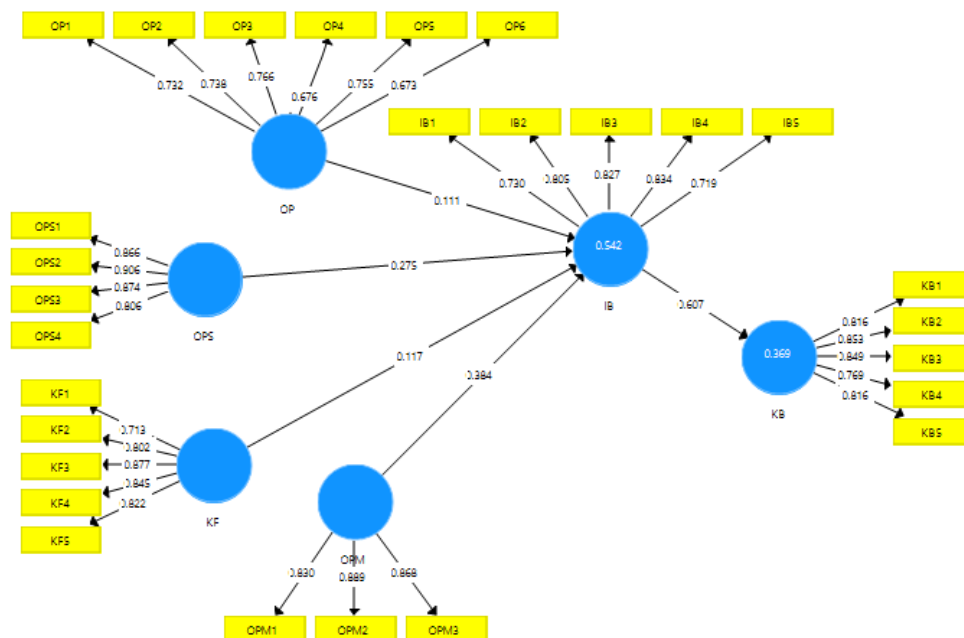 OP1 OP2 OP3 OP4 OP5 OP6
0.732 0.738 0.766 0.676 0.755 0.673
OP
IB1 IB2 IB3 IB4 IB5
0.730 0.805 0.827 0.834 0.719
0.111
OPS1
OPS2
OPS3
OPS4
0.866
0.906
0.874
0.806
OPS
0.275
0.542
IB
0.607
KB1
KB2
KB3
KB4
KB5
0.816
0.853
0.849
0.769
0.816
0.369
KB
0.117
0.384
KF1
KF2
KF3
KF4
KF5
0.713
0.802
0.877
0.845
0.822
KF
OPM
0.830 0.889 0.868
OPM1 OPM2 OPM3